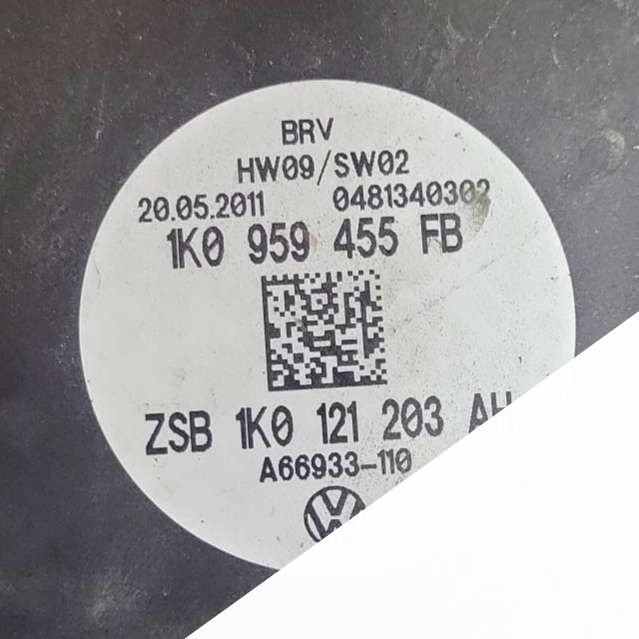 BRV
HW09/SW02
20.05.2011 0481340302
1K0 959 455 FB
ZSB 1K0 121 203
A66933-110